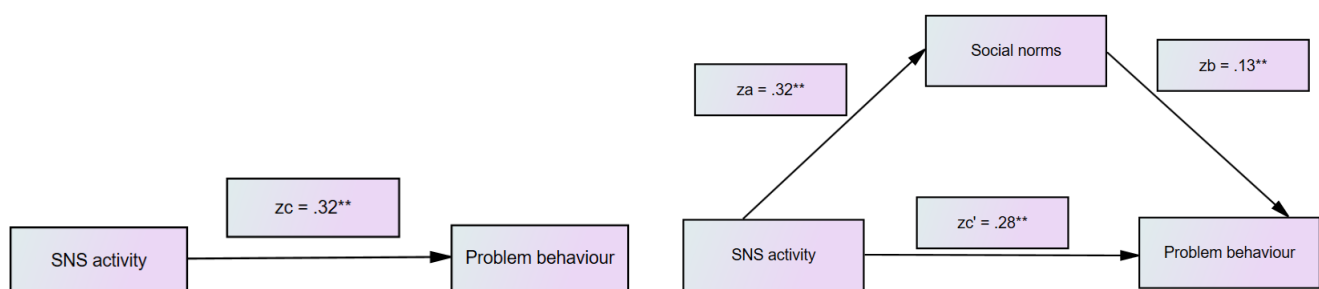 zc = .32**
SNS activity
Problem behaviour
Social norms
za = .32**
zb = .13**
zc' = .28**
SNS activity
Problem behaviour